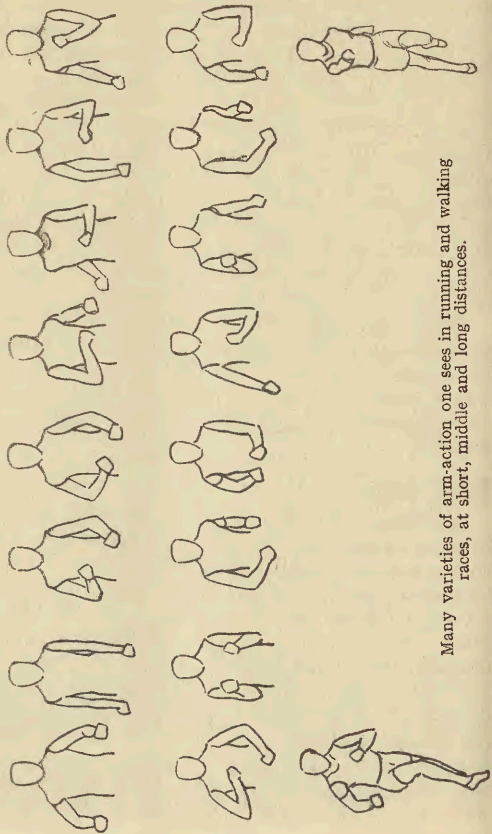 Many varieties of arm-action one sees in running and walking
races, at short, middle and long distances.